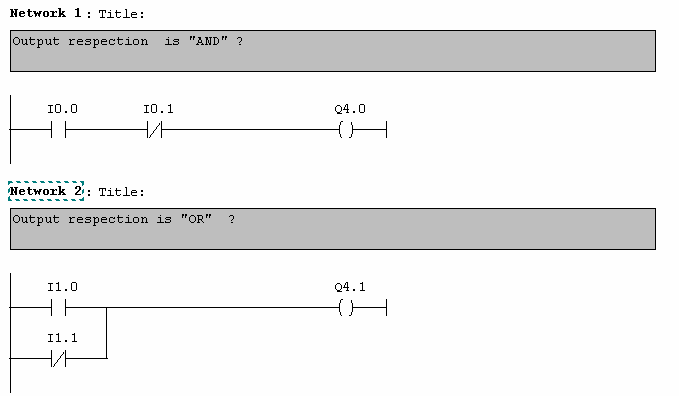 Network 1 : Title:
Output respection is "AND" ?
I0.0 I0.1 Q4.0
Network 2 : Title:
Output respection is "OR" ?
I1.0 Q4.1
I1.1